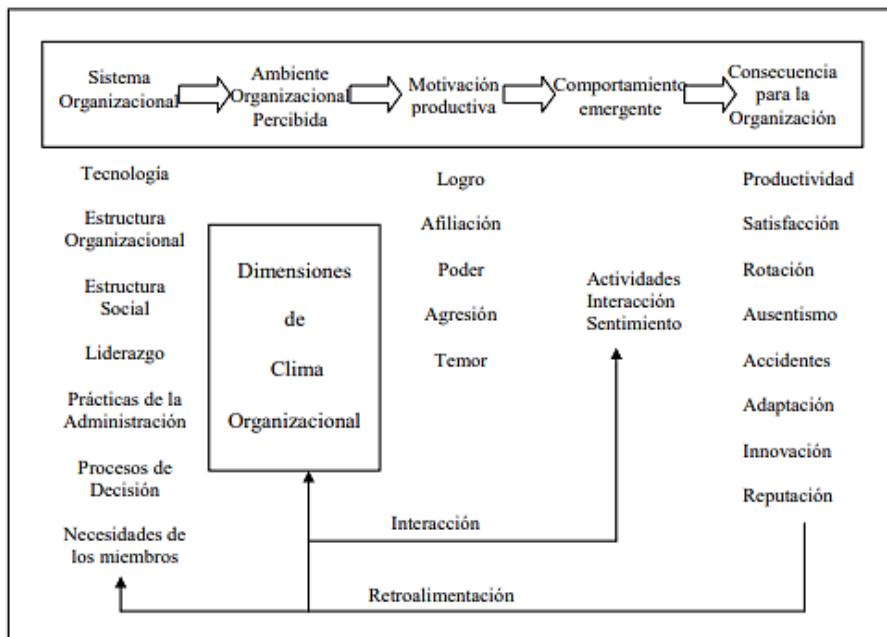 Sistema
Organizacional
Ambiente
Organizacional
Percibida
Motivación
productiva
Comportamiento
emergente
Consecuencia
para la
Organización
Tecnología
Estructura
Organizacional
Estructura
Social
Liderazgo
Prácticas de la
Administración
Procesos de
Decisión
Necesidades de
los miembros
Dimensiones
de
Clima
Organizacional
Logro
Afiliación
Poder
Agresión
Temor
Actividades
Interacción
Sentimiento
Productividad
Satisfacción
Rotación
Ausentismo
Accidentes
Adaptación
Innovación
Reputación
Interacción
Retroalimentación